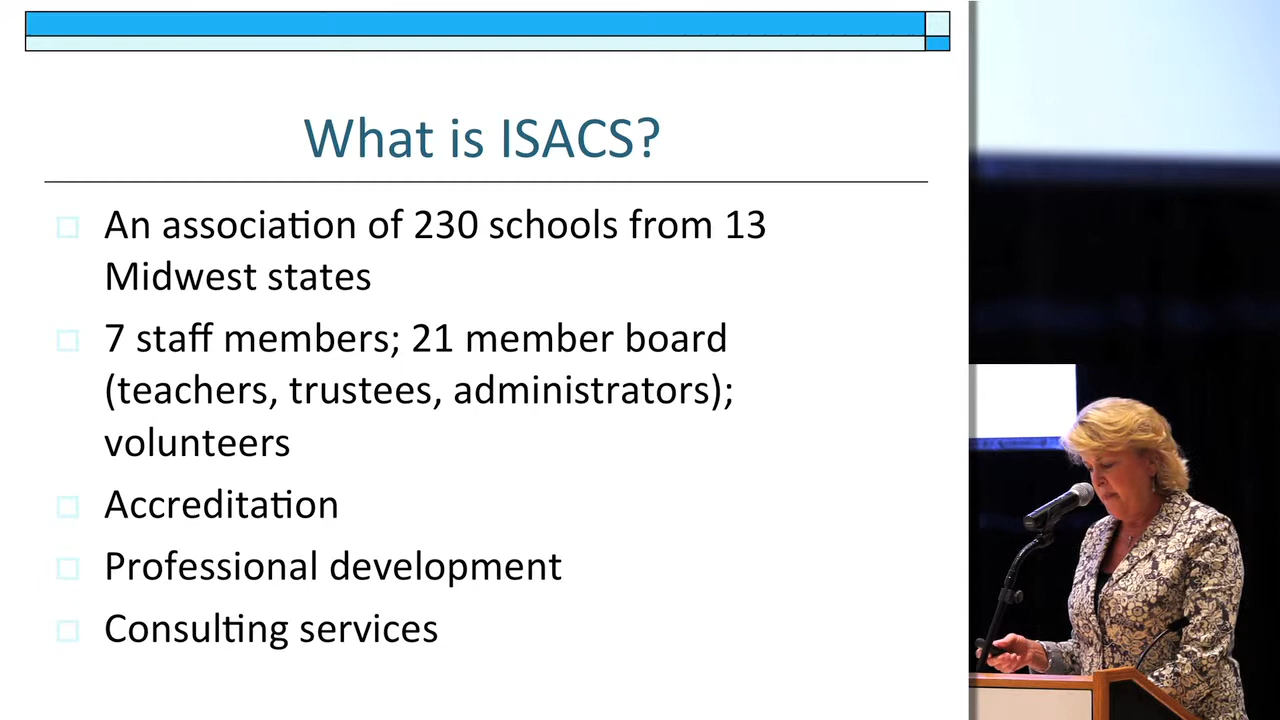 What is ISACS?
An association of 230 schools from 13
Midwest states
7 staff members; 21 member board
(teachers, trustees, administrators);
volunteers
Accreditation
Professional development
Consulting services